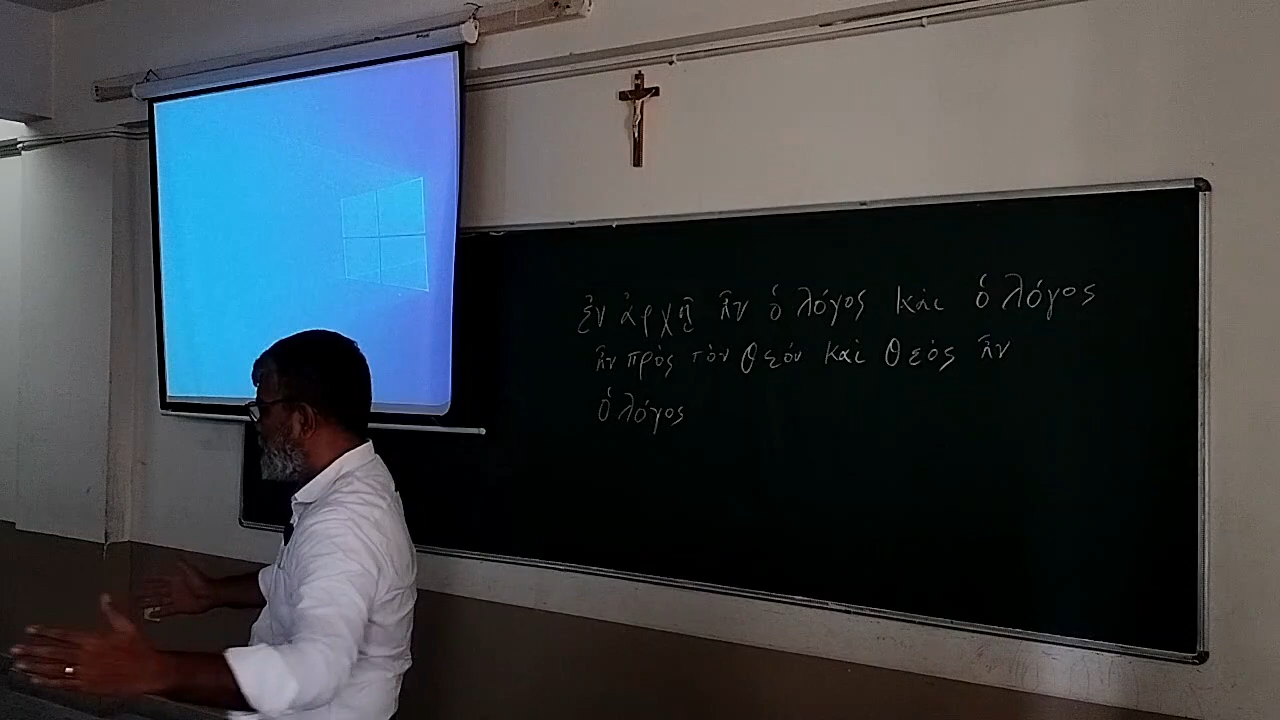 ἐν ἀρχῇ ἦν ὁ λόγος καὶ ὁ λόγος
ἦν πρὸς τὸν θεόν καὶ θεὸς ἦν
ὁ λόγος